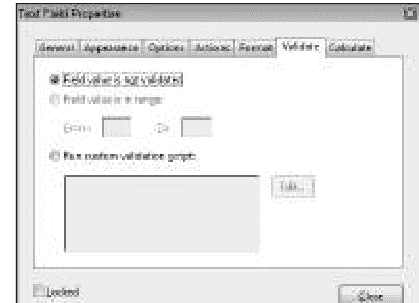 Text Field Properties
General Appearance Options Actions Format Validate Calculate
Field value is not validated
Field value is in range:
From: To
Run custom validation script:
Edit...
Locked
Close